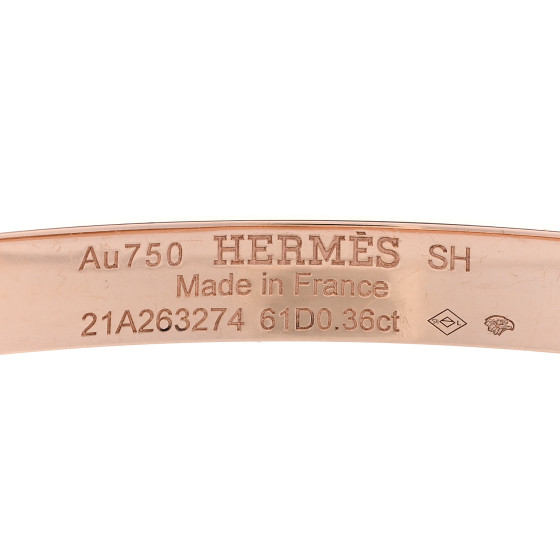 Au750 HERMÈS SH
Made in France
21A263274 61D0.36ct